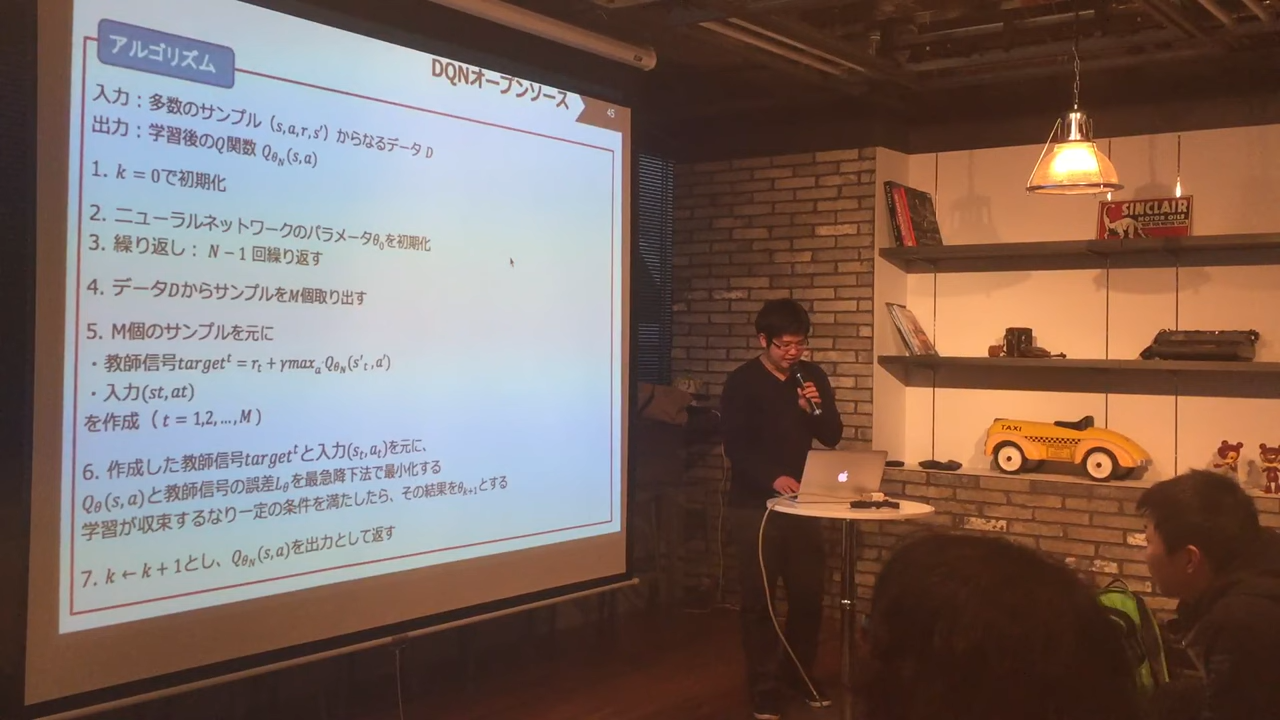 アルゴリズム
DQNオープンソース
45
入力：多数のサンプル（s,a,r,s′）からなるデータ D
出力：学習後のQ関数 Q_{θ_N}(s,a)
1. k = 0で初期化
2. ニューラルネットワークのパラメータθ₀を初期化
3. 繰り返し： N − 1 回繰り返す
4. データDからサンプルをM個取り出す
5. M個のサンプルを元に
・教師信号target^t = r_t + γmax_a Q_{θ_N}(s′_t, a′)
・入力(st, at)
を作成（ t = 1,2, ..., M ）
6. 作成した教師信号target^tと入力(s_t, a_t)を元に、
Q_θ(s, a)と教師信号の誤差L_θを最急降下法で最小化する
学習が収束するなり一定の条件を満たしたら、その結果をθ_{k+1}とする
7. k ← k + 1とし、Q_{θ_N}(s, a)を出力として返す
SINCLAIR
MOTOR OILS
TAXI